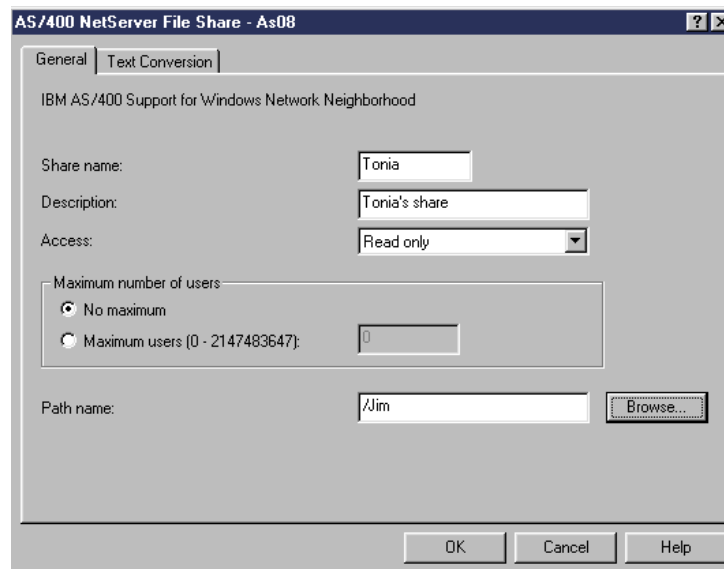 AS/400 NetServer File Share - As08
General
Text Conversion
IBM AS/400 Support for Windows Network Neighborhood
Share name:
Tonia
Description:
Tonia's share
Access:
Read only
Maximum number of users
No maximum
Maximum users (0 - 2147483647):
0
Path name:
/Jim
Browse...
OK
Cancel
Help